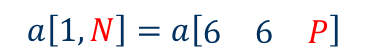 a[1, N] = a[6 6 P]